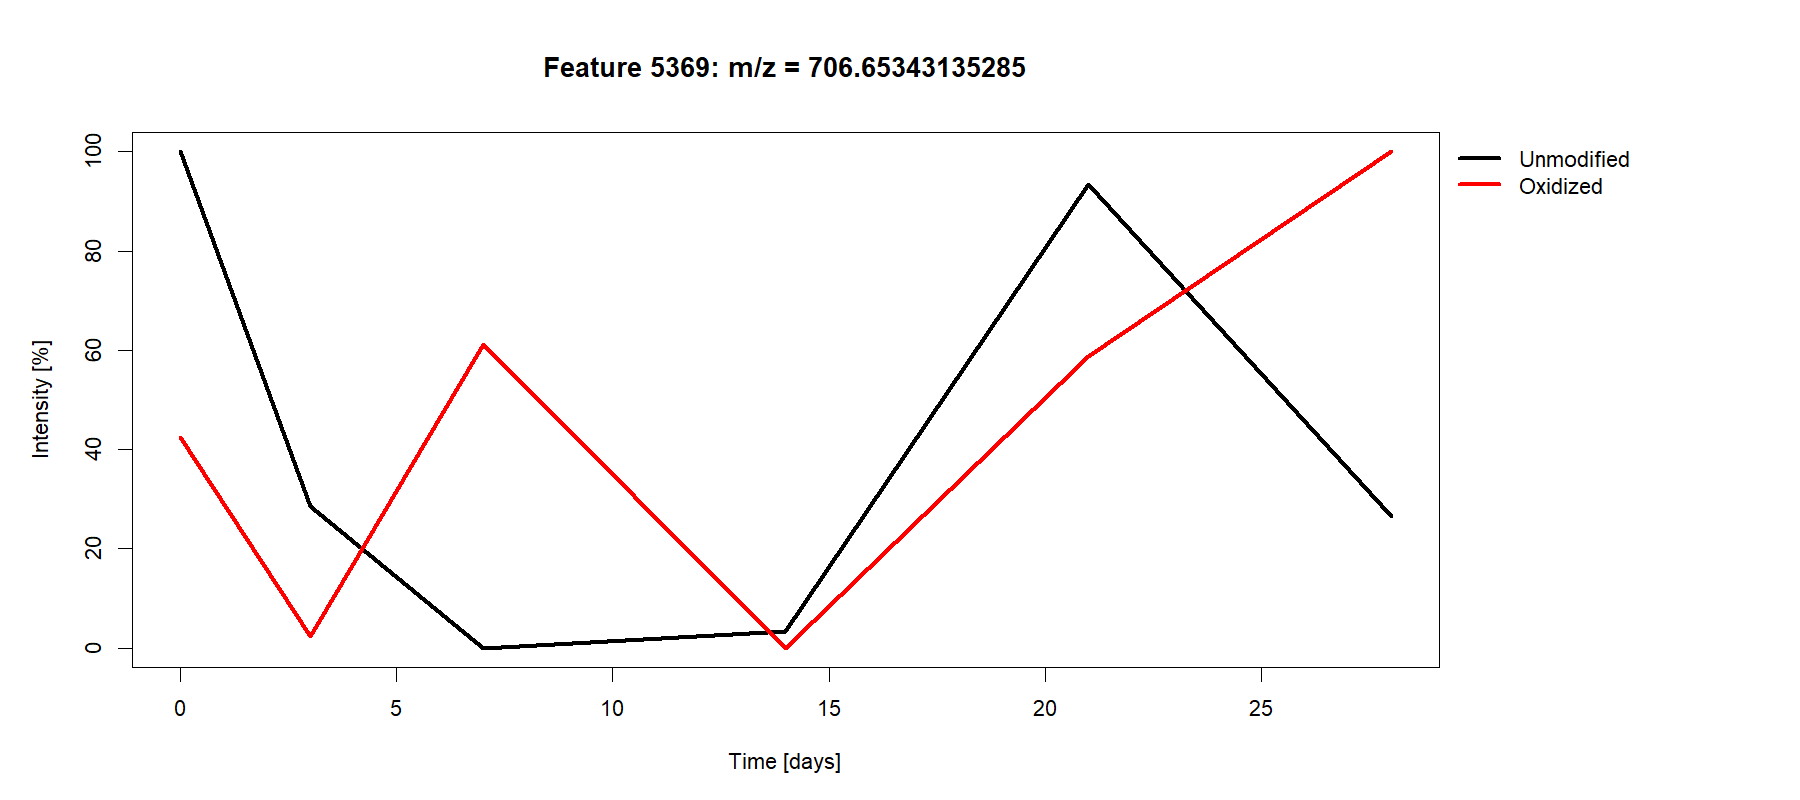 Feature 5369: m/z = 706.65343135285
Unmodified
Oxidized
100
80
60
40
20
0
Intensity [%]
0 5 10 15 20 25
Time [days]